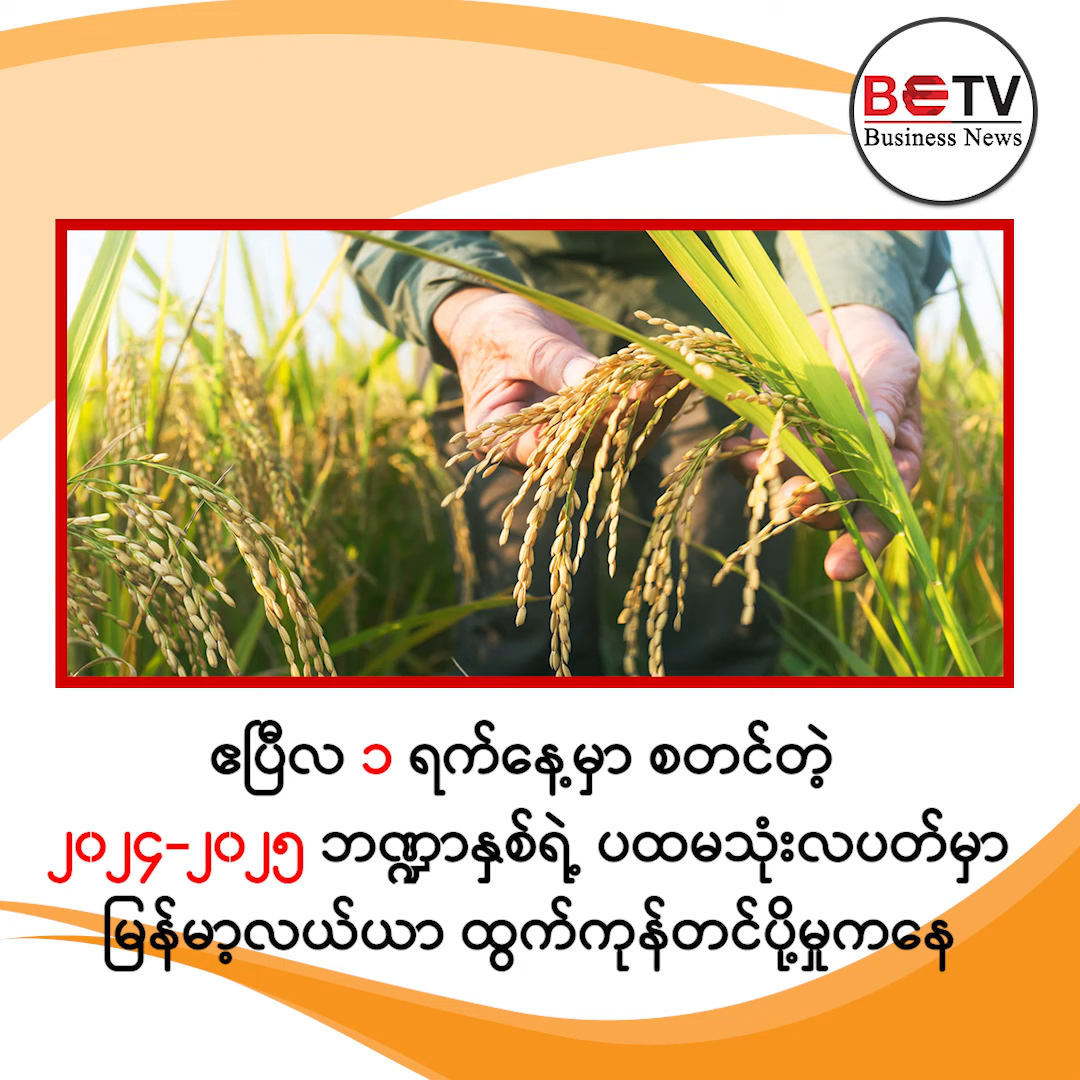 BETV
Business News
ဧပြီလ ၁ ရက်နေ့မှာ စတင်တဲ့
၂၀၂၄-၂၀၂၅ ဘဏ္ဍာနှစ်ရဲ့ ပထမသုံးလပတ်မှာ
မြန်မာ့လယ်ယာ ထွက်ကုန်တင်ပို့မှုကနေ